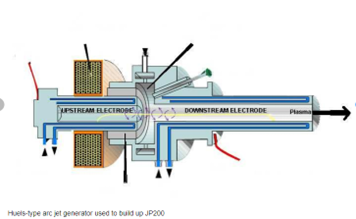 UPSTREAM ELECTRODE
DOWNSTREAM ELECTRODE
Plasma
Huels-type arc jet generator used to build up JP200